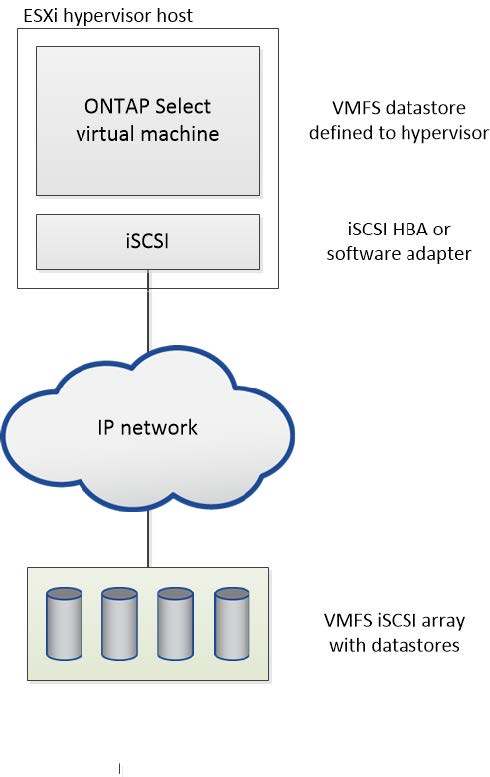 ESXi hypervisor host
ONTAP Select
virtual machine
VMFS datastore
defined to hypervisor
iSCSI
iSCSI HBA or
software adapter
IP network
VMFS iSCSI array
with datastores